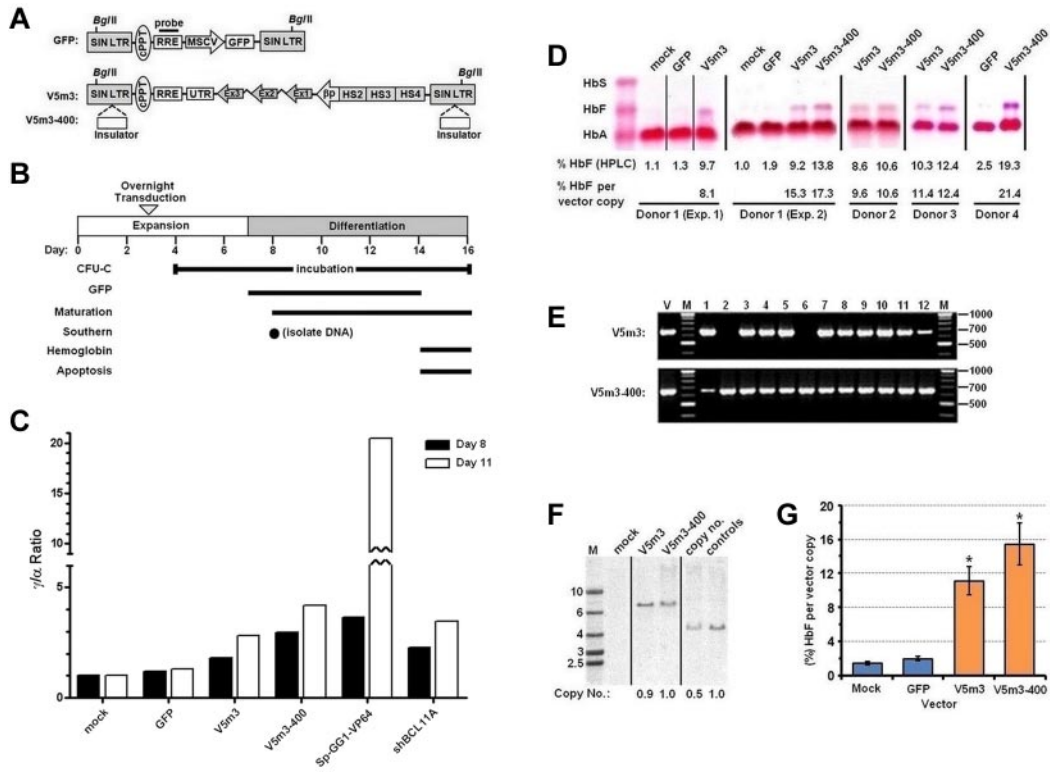 A
BglII
probe
BglII
GFP:
SIN LTR
cPPT
RRE
MSCV
GFP
SIN LTR
BglII
BglII
V5m3:
SIN LTR
cPPT
RRE
UTR
Ex3
Ex2
Ex1
βp
HS2
HS3
HS4
SIN LTR
V5m3-400:
Insulator
Insulator
B
Overnight
Transduction
Expansion
Differentiation
Day:
0 2 4 6 8 10 12 14 16
CFU-C
incubation
GFP
Maturation
Southern
(isolate DNA)
Hemoglobin
Apoptosis
C
γ/α Ratio
20
15
10
5
0
Day 8
Day 11
mock
GFP
V5m3
V5m3-400
Sp-GG1-VP64
shBCL11A
D
mock GFP V5m3 mock GFP V5m3 V5m3-400 V5m3 V5m3-400 V5m3 V5m3-400 GFP V5m3-400
HbS
HbF
HbA
% HbF (HPLC) 1.1 1.3 9.7 1.0 1.9 9.2 13.8 8.6 10.6 10.3 12.4 2.5 19.3
% HbF per
vector copy
8.1 15.3 17.3 9.6 10.6 11.4 12.4 21.4
Donor 1 (Exp. 1) Donor 1 (Exp. 2) Donor 2 Donor 3 Donor 4
E
V M 1 2 3 4 5 6 7 8 9 10 11 12 M
V5m3:
1000
700
500
V5m3-400:
1000
700
500
F
M
mock
V5m3
V5m3-400
copy no.
controls
10
6
4
3
2.5
Copy No.: 0.9 1.0 0.5 1.0
G
(%) HbF per vector copy
20
16
12
8
4
0
*
*
Mock GFP V5m3 V5m3-400
Vector